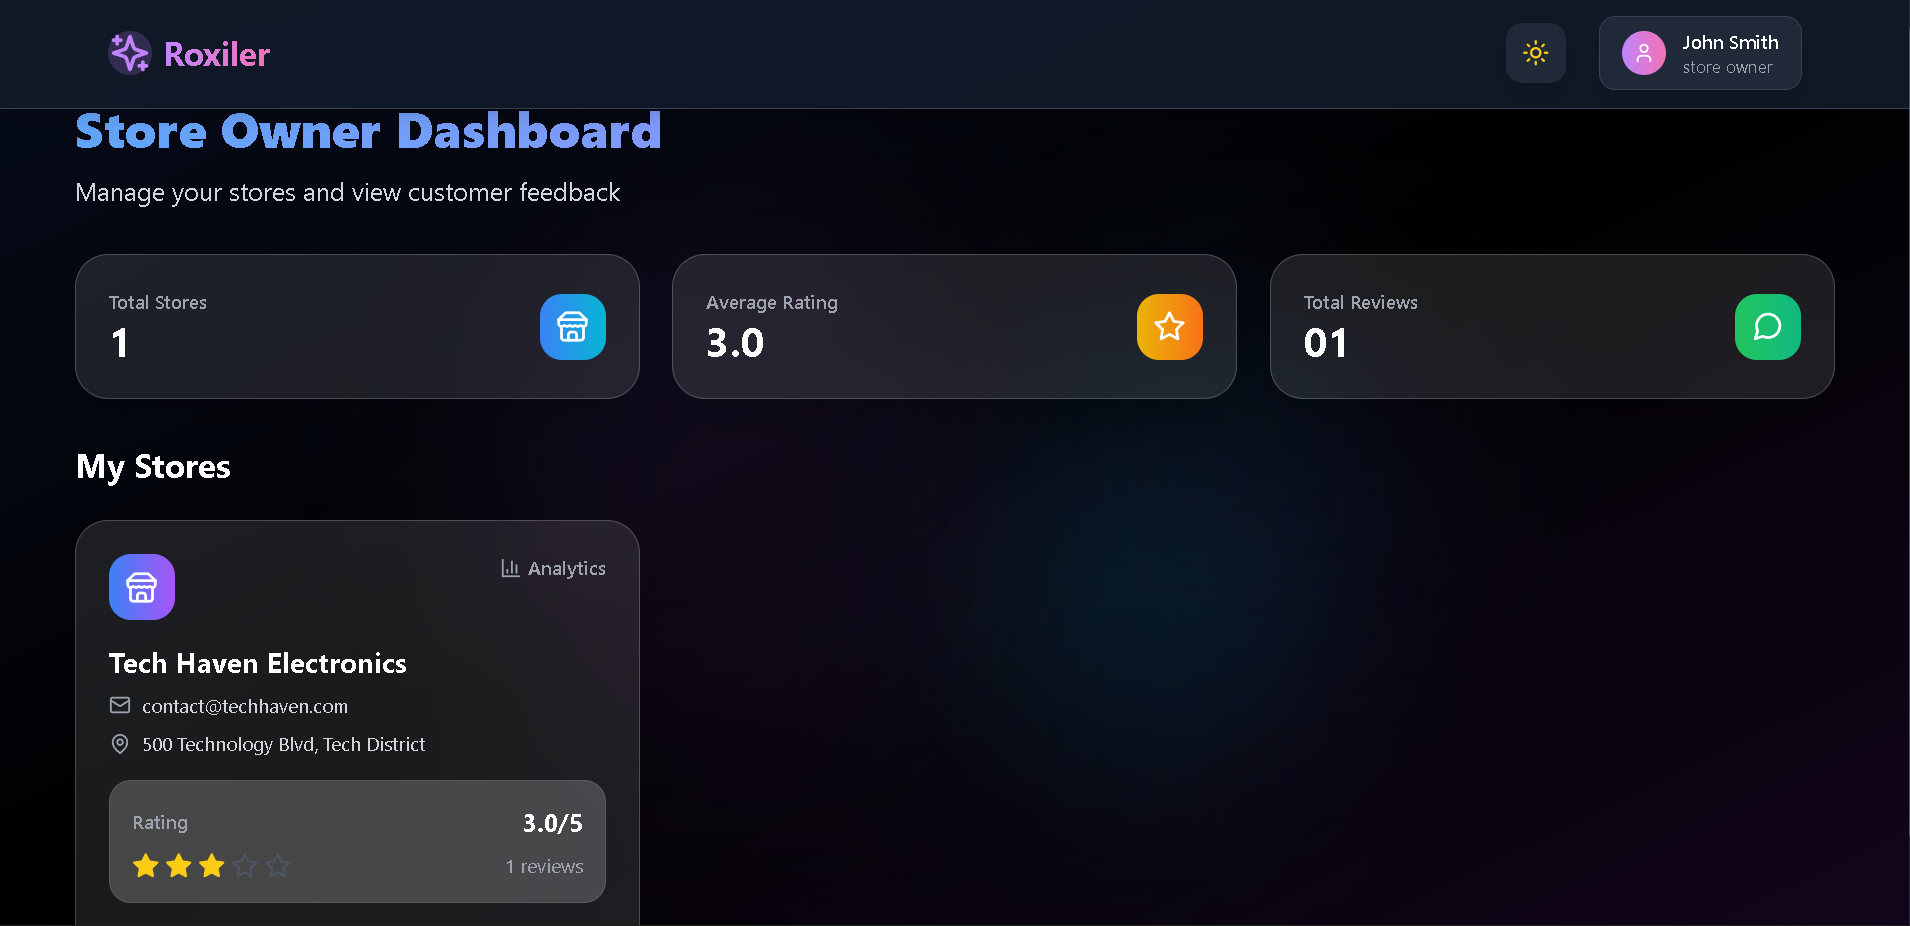 Roxiler
John Smith
store owner
Store Owner Dashboard
Manage your stores and view customer feedback
Total Stores
1
Average Rating
3.0
Total Reviews
01
My Stores
Analytics
Tech Haven Electronics
contact@techhaven.com
500 Technology Blvd, Tech District
Rating
3.0/5
1 reviews